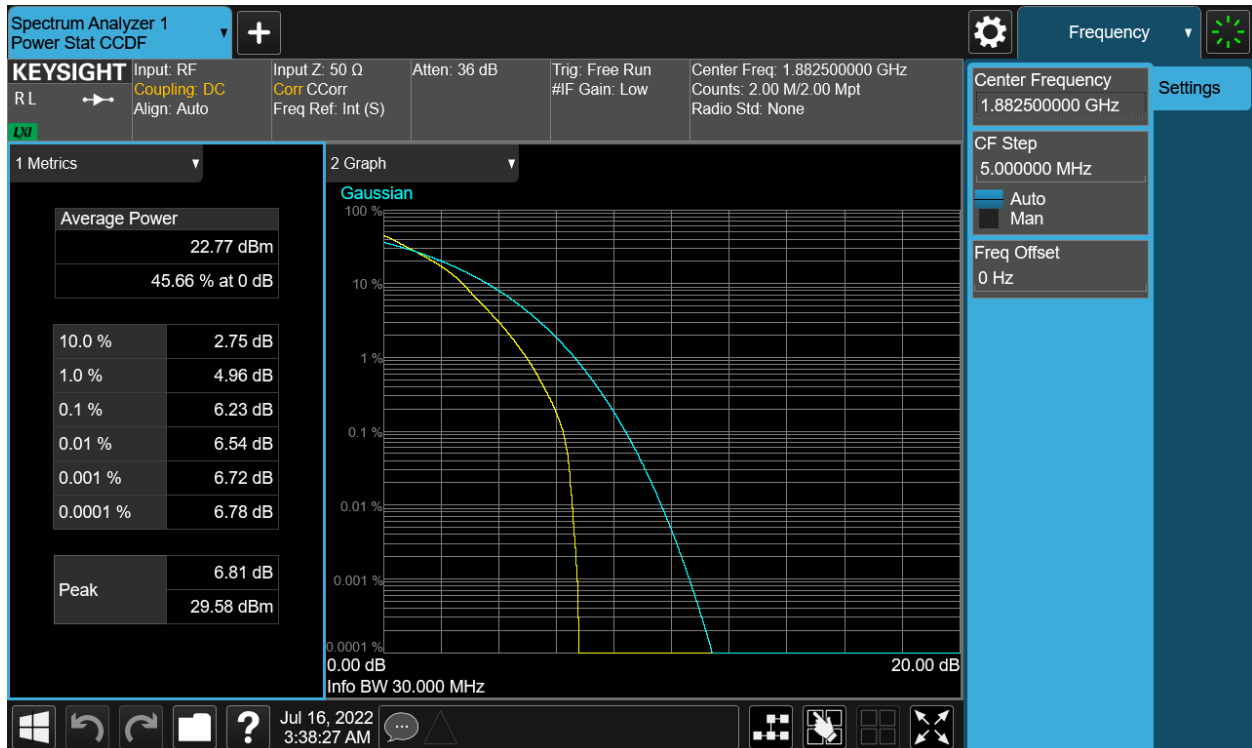 Spectrum Analyzer 1
Power Stat CCDF
Frequency
KEYSIGHT
RL
LXI
Input: RF
Coupling: DC
Align: Auto
Input Z: 50 Ω
Corr CCorr
Freq Ref: Int (S)
Atten: 36 dB
Trig: Free Run
#IF Gain: Low
Center Freq: 1.882500000 GHz
Counts: 2.00 M/2.00 Mpt
Radio Std: None
Center Frequency
1.882500000 GHz
Settings
CF Step
5.000000 MHz
Auto
Man
Freq Offset
0 Hz
1 Metrics
Average Power
22.77 dBm
45.66 % at 0 dB
10.0 % 2.75 dB
1.0 % 4.96 dB
0.1 % 6.23 dB
0.01 % 6.54 dB
0.001 % 6.72 dB
0.0001 % 6.78 dB
Peak
6.81 dB
29.58 dBm
2 Graph
Gaussian
100 %
10 %
1 %
0.1 %
0.01 %
0.001 %
0.0001 %
0.00 dB 20.00 dB
Info BW 30.000 MHz
?
Jul 16, 2022
3:38:27 AM